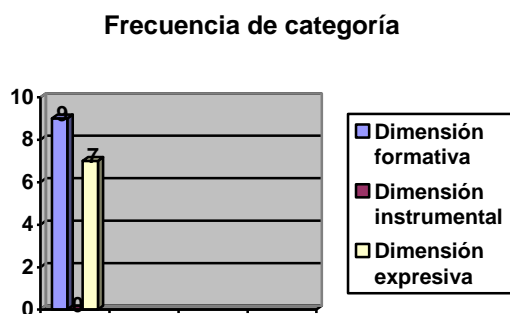 Frecuencia de categoría
10
8
6
4
2
0
9
0
7
Dimensión
formativa
Dimensión
instrumental
Dimensión
expresiva